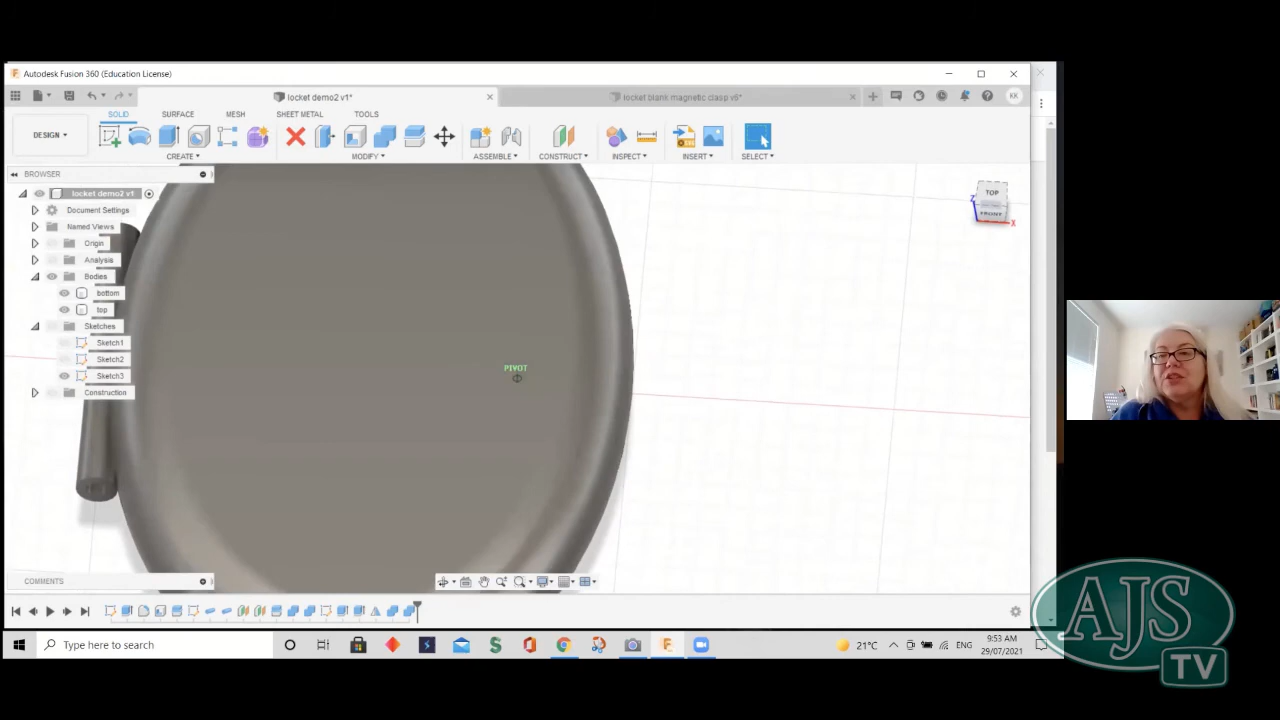 Autodesk Fusion 360 (Education License)
locket demo2 v1*
locket blank magnetic clasp v6*
KK
DESIGN
SOLID
SURFACE
MESH
SHEET METAL
TOOLS
CREATE
MODIFY
ASSEMBLE
CONSTRUCT
INSPECT
INSERT
SELECT
BROWSER
locket demo2 v1
Document Settings
Named Views
Origin
Analysis
Bodies
bottom
top
Sketches
Sketch1
Sketch2
Sketch3
Construction
PIVOT
TOP
FRONT
Z
X
COMMENTS
Type here to search
21°C
ENG
9:53 AM
29/07/2021
AJS
TV